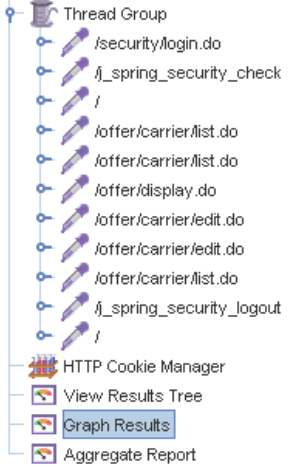 Thread Group
/security/login.do
/j_spring_security_check
/
/offer/carrier/list.do
/offer/carrier/list.do
/offer/display.do
/offer/carrier/edit.do
/offer/carrier/edit.do
/offer/carrier/list.do
/j_spring_security_logout
/
HTTP Cookie Manager
View Results Tree
Graph Results
Aggregate Report